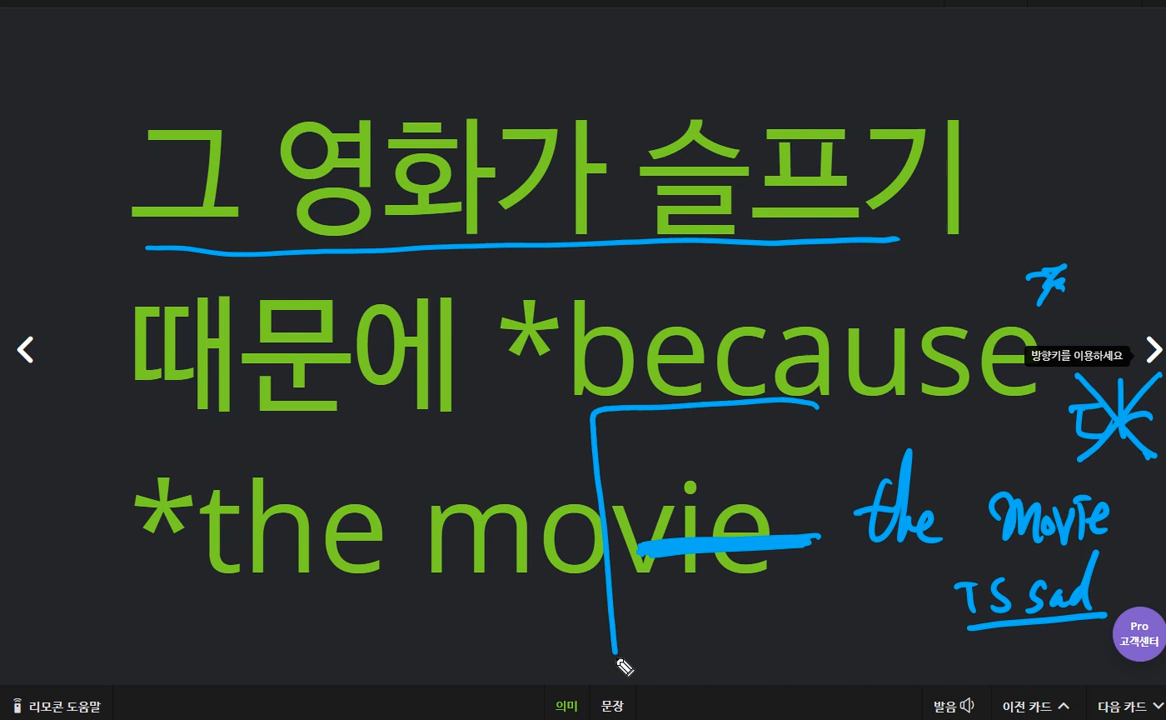 그 영화가 슬프기
때문에 *because
방향키를 이용하세요
*the movie
the movie
is sad
Pro
고객센터
리모콘 도움말
의미
문장
발음
이전 카드
다음 카드